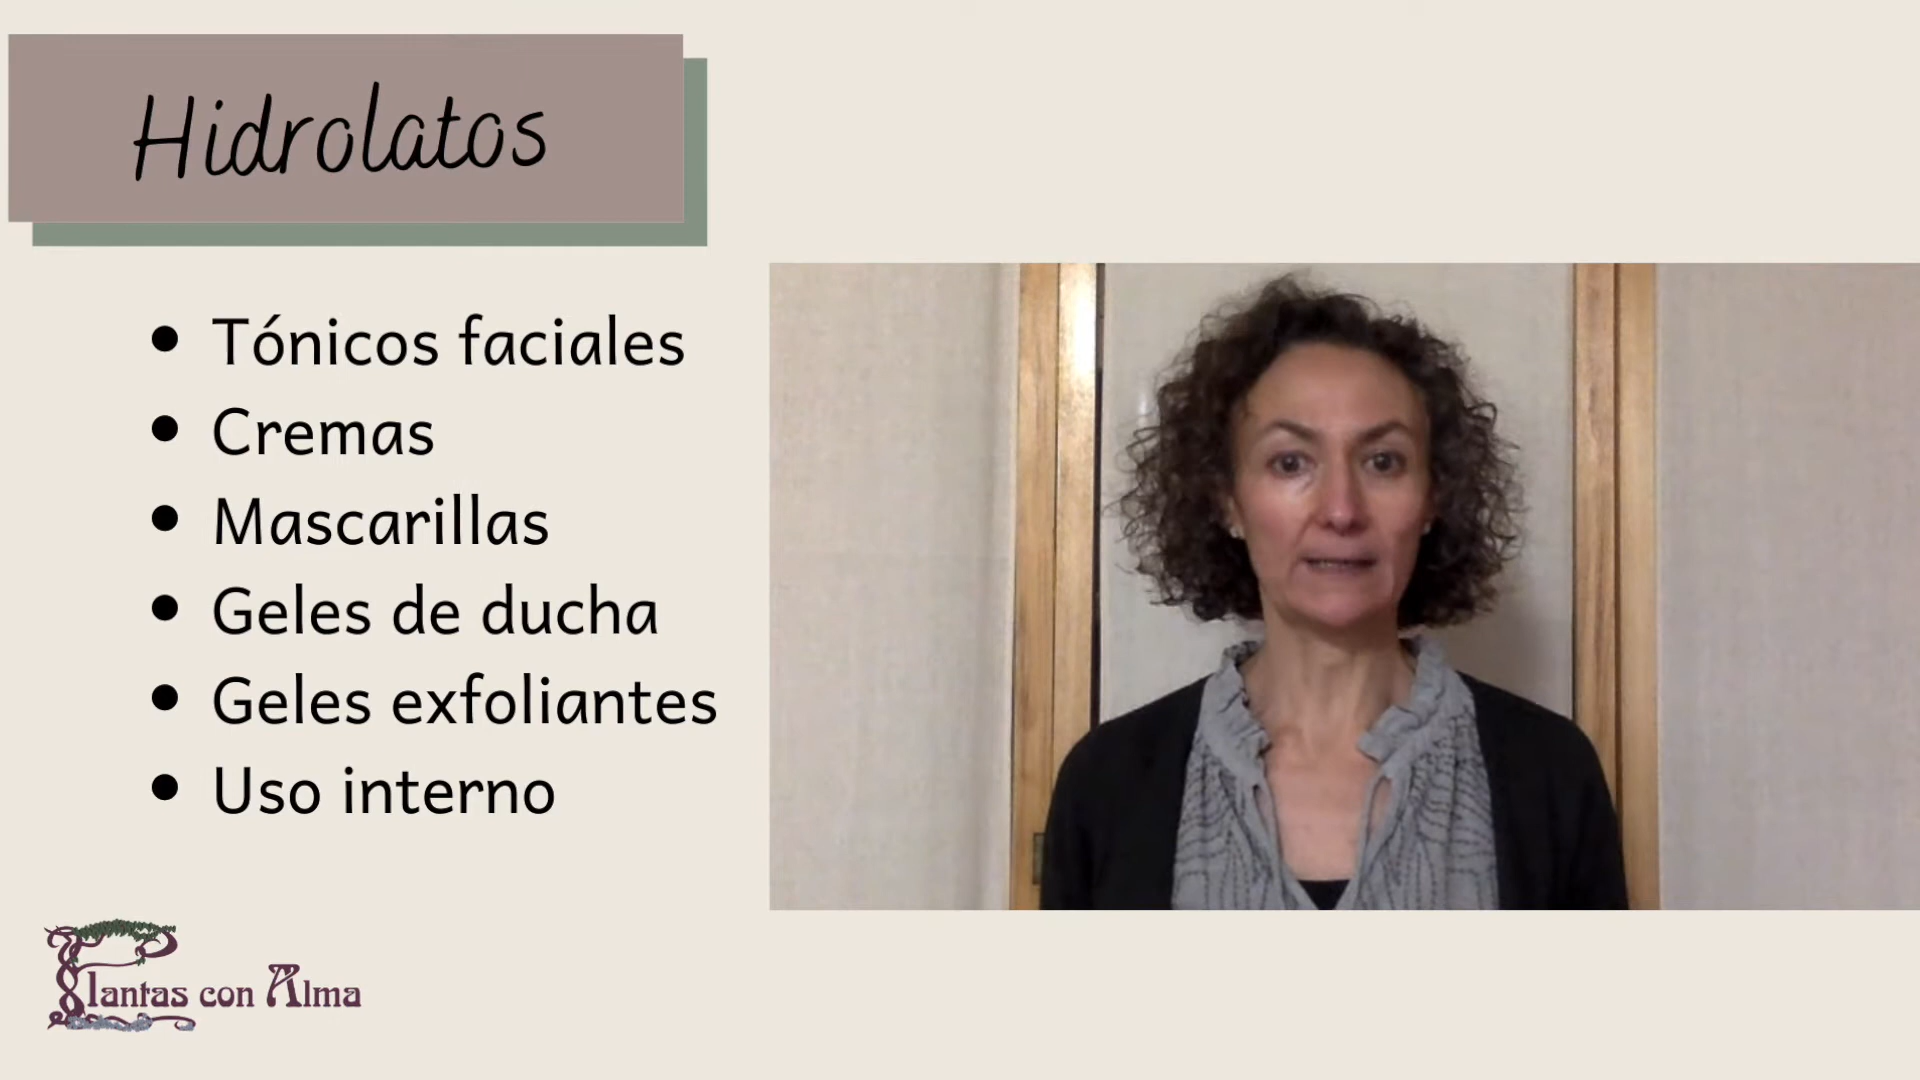 Hidrolatos
• Tónicos faciales
• Cremas
• Mascarillas
• Geles de ducha
• Geles exfoliantes
• Uso interno
Plantas con Alma